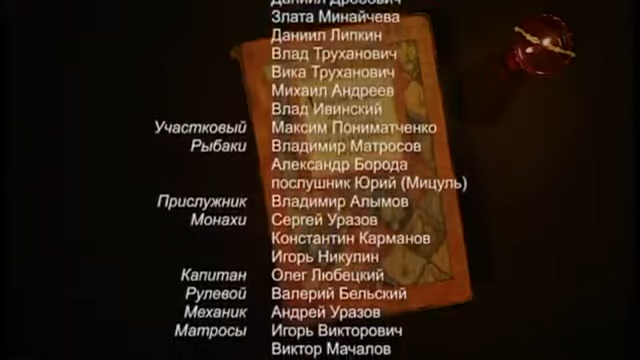 Даниил Дробович
Злата Минайчева
Даниил Липкин
Влад Труханович
Вика Труханович
Михаил Андреев
Влад Ивинский
Участковый Максим Пониматченко
Рыбаки Владимир Матросов
Александр Борода
послушник Юрий (Мицуль)
Прислужник Владимир Алымов
Монахи Сергей Уразов
Константин Карманов
Игорь Никулин
Капитан Олег Любецкий
Рулевой Валерий Бельский
Механик Андрей Уразов
Матросы Игорь Викторович
Виктор Мачалов